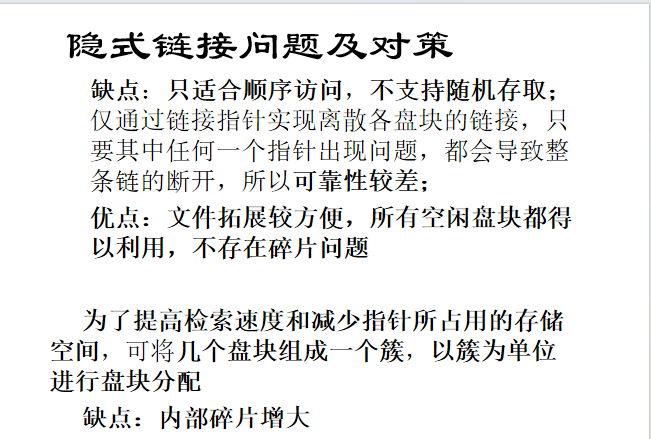 隐式链接问题及对策
缺点：只适合顺序访问，不支持随机存取；
仅通过链接指针实现离散各盘块的链接，只
要其中任何一个指针出现问题，都会导致整
条链的断开，所以可靠性较差；
优点：文件拓展较方便，所有空闲盘块都得
以利用，不存在碎片问题
为了提高检索速度和减少指针所占用的存储
空间，可将几个盘块组成一个簇，以簇为单位
进行盘块分配
缺点：内部碎片增大